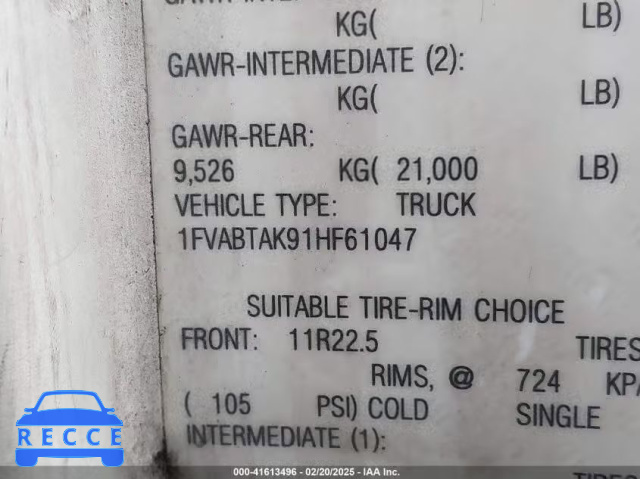 KG( LB)
GAWR-INTERMEDIATE (2):
KG( LB)
GAWR-REAR:
9,526 KG( 21,000 LB)
VEHICLE TYPE: TRUCK
1FVABTAK91HF61047
SUITABLE TIRE-RIM CHOICE
FRONT: 11R22.5 TIRES
RIMS, @ 724 KPA
( 105 PSI) COLD SINGLE
INTERMEDIATE (1):
RECCE
000-41613496 - 02/20/2025 - IAA Inc.